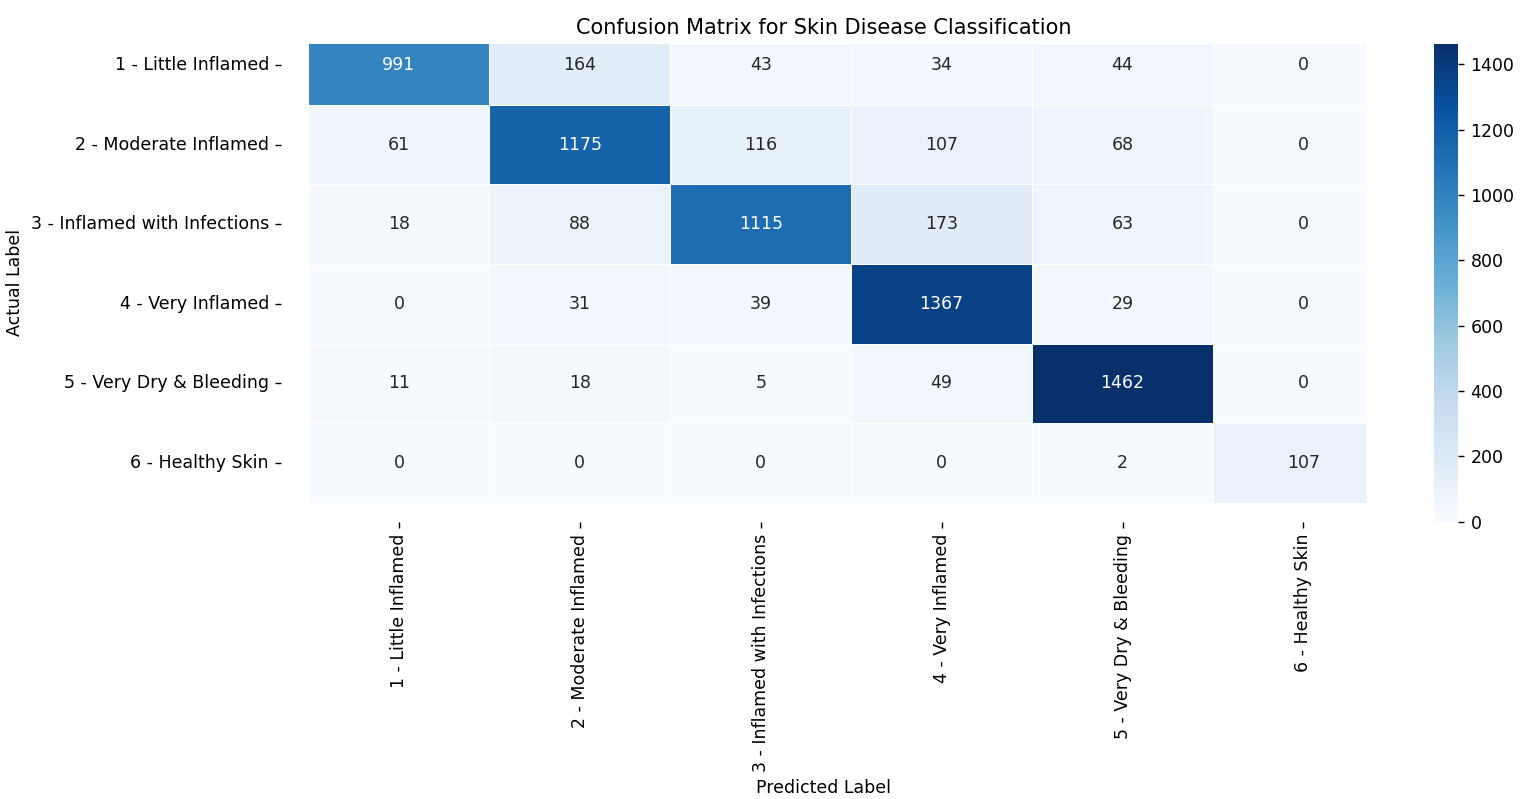 Confusion Matrix for Skin Disease Classification
1 - Little Inflamed – 991 164 43 34 44 0
2 - Moderate Inflamed – 61 1175 116 107 68 0
3 - Inflamed with Infections – 18 88 1115 173 63 0
4 - Very Inflamed – 0 31 39 1367 29 0
5 - Very Dry & Bleeding – 11 18 5 49 1462 0
6 - Healthy Skin – 0 0 0 0 2 107
Actual Label
1 - Little Inflamed –
2 - Moderate Inflamed –
3 - Inflamed with Infections –
4 - Very Inflamed –
5 - Very Dry & Bleeding –
6 - Healthy Skin –
Predicted Label
1400
1200
1000
800
600
400
200
0